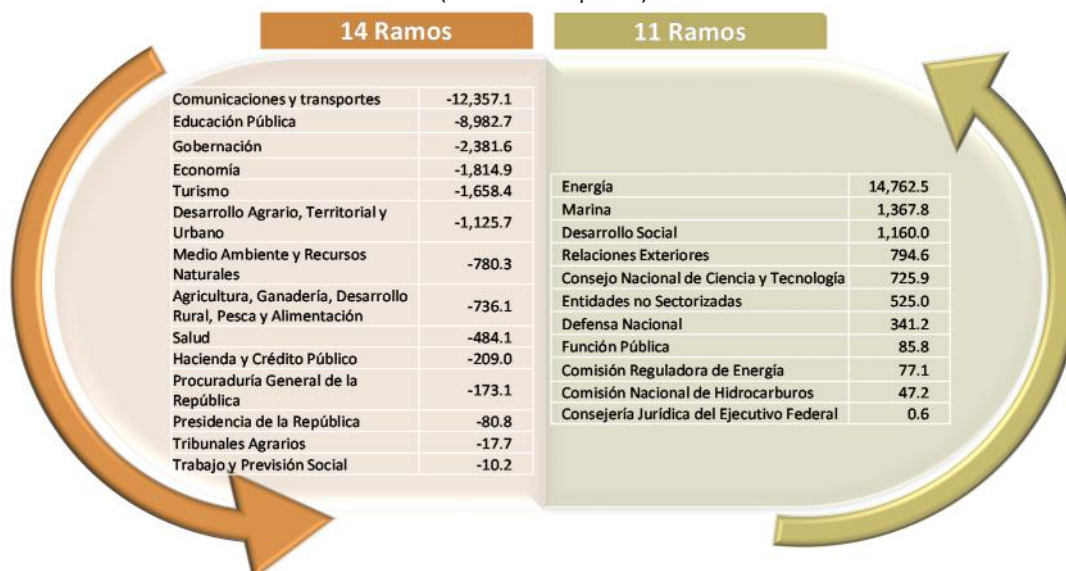 14 Ramos
Comunicaciones y transportes -12,357.1
Educación Pública -8,982.7
Gobernación -2,381.6
Economía -1,814.9
Turismo -1,658.4
Desarrollo Agrario, Territorial y
Urbano -1,125.7
Medio Ambiente y Recursos
Naturales -780.3
Agricultura, Ganadería, Desarrollo
Rural, Pesca y Alimentación -736.1
Salud -484.1
Hacienda y Crédito Público -209.0
Procuraduría General de la
República -173.1
Presidencia de la República -80.8
Tribunales Agrarios -17.7
Trabajo y Previsión Social -10.2
11 Ramos
Energía 14,762.5
Marina 1,367.8
Desarrollo Social 1,160.0
Relaciones Exteriores 794.6
Consejo Nacional de Ciencia y Tecnología 725.9
Entidades no Sectorizadas 525.0
Defensa Nacional 341.2
Función Pública 85.8
Comisión Reguladora de Energía 77.1
Comisión Nacional de Hidrocarburos 47.2
Consejería Jurídica del Ejecutivo Federal 0.6